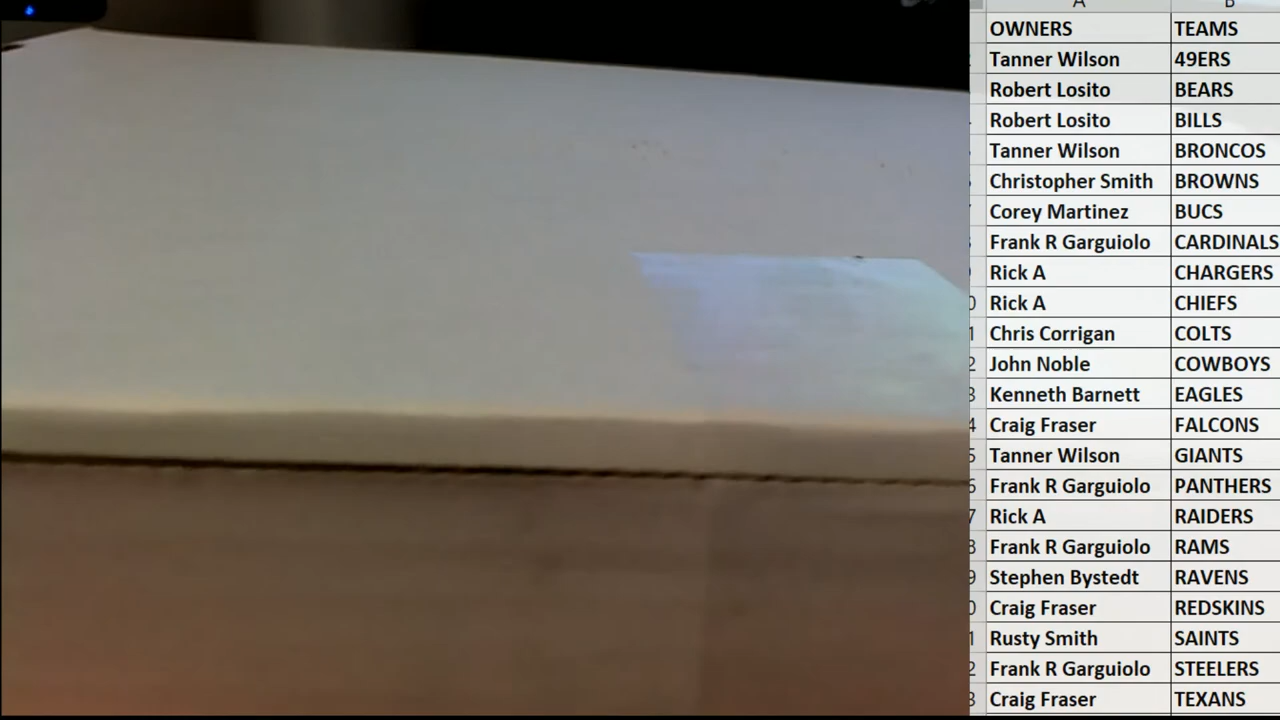 A B
OWNERS TEAMS
Tanner Wilson 49ERS
Robert Losito BEARS
Robert Losito BILLS
Tanner Wilson BRONCOS
Christopher Smith BROWNS
Corey Martinez BUCS
Frank R Garguiolo CARDINALS
Rick A CHARGERS
Rick A CHIEFS
Chris Corrigan COLTS
John Noble COWBOYS
Kenneth Barnett EAGLES
Craig Fraser FALCONS
Tanner Wilson GIANTS
Frank R Garguiolo PANTHERS
Rick A RAIDERS
Frank R Garguiolo RAMS
Stephen Bystedt RAVENS
Craig Fraser REDSKINS
Rusty Smith SAINTS
Frank R Garguiolo STEELERS
Craig Fraser TEXANS